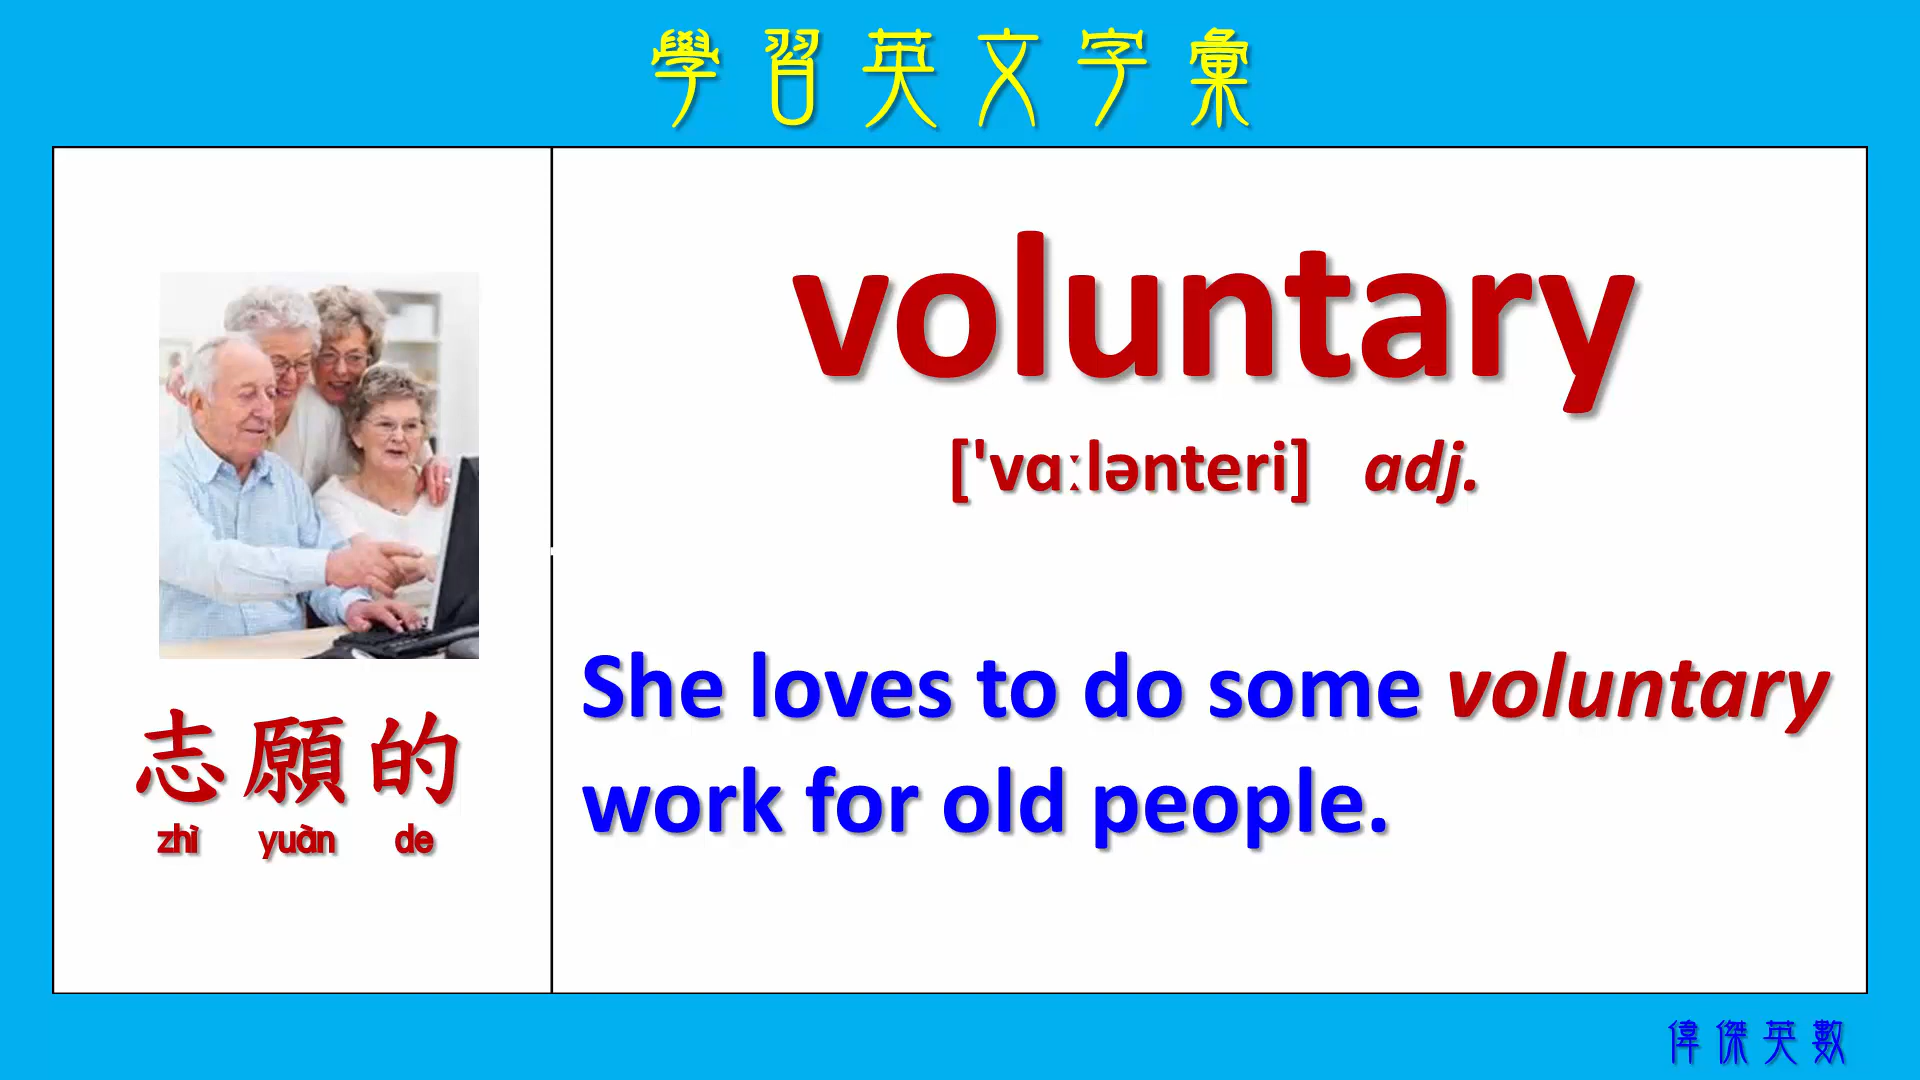 學習英文字彙
voluntary
['vɑːlənteri] adj.
志願的
zhì yuàn de
She loves to do some voluntary
work for old people.
偉傑英數